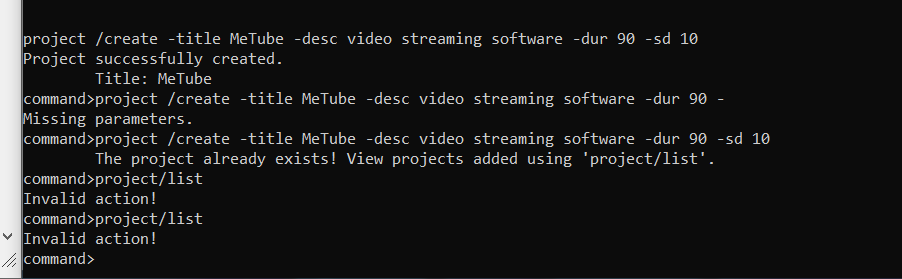 project /create -title MeTube -desc video streaming software -dur 90 -sd 10
Project successfully created.
Title: MeTube
command>project /create -title MeTube -desc video streaming software -dur 90 -
Missing parameters.
command>project /create -title MeTube -desc video streaming software -dur 90 -sd 10
The project already exists! View projects added using 'project/list'.
command>project/list
Invalid action!
command>project/list
Invalid action!
command>